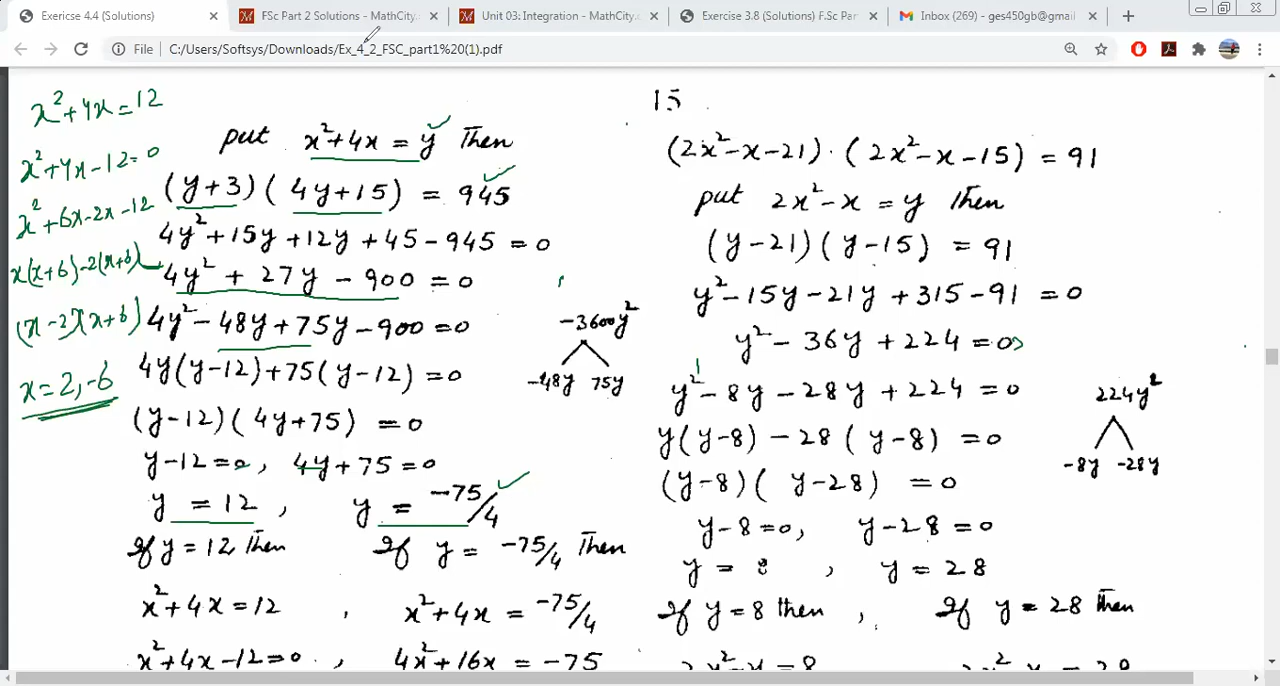 Exericse 4.4 (Solutions)
FSc Part 2 Solutions - MathCity.
Unit 03: Integration - MathCity.
Exercise 3.8 (Solutions) F.Sc Par
Inbox (269) - ges450gb@gmail
File | C:/Users/Softsys/Downloads/Ex_4_2_FSC_part1%20(1).pdf
x²+4x=12
x²+4x-12=0
x²+6x-2x-12
x(x+6)-2(x+6)
(x-2)(x+6)
x=2,-6
put x²+4x = y Then
(y+3)(4y+15) = 945
4y²+15y+12y+45-945=0
4y²+27y-900=0
4y²-48y+75y-900=0
4y(y-12)+75(y-12)=0
(y-12)(4y+75)=0
y-12=0, 4y+75=0
y = 12, y = -75/4
If y=12 Then If y = -75/4 Then
x²+4x=12 , x²+4x = -75/4
x²+4x-12=0 , 4x²+16x = -75
-3600y²
-48y 75y
15
(2x²-x-21)·(2x²-x-15)=91
put 2x²-x=y Then
(y-21)(y-15)=91
y²-15y-21y+315-91=0
y²-36y+224=0
y²-8y-28y+224=0
y(y-8)-28(y-8)=0
(y-8)(y-28)=0
y-8=0, y-28=0
y = 8 , y = 28
If y=8 then , If y = 28 Then
2x²-x=8
224y²
-8y -28y